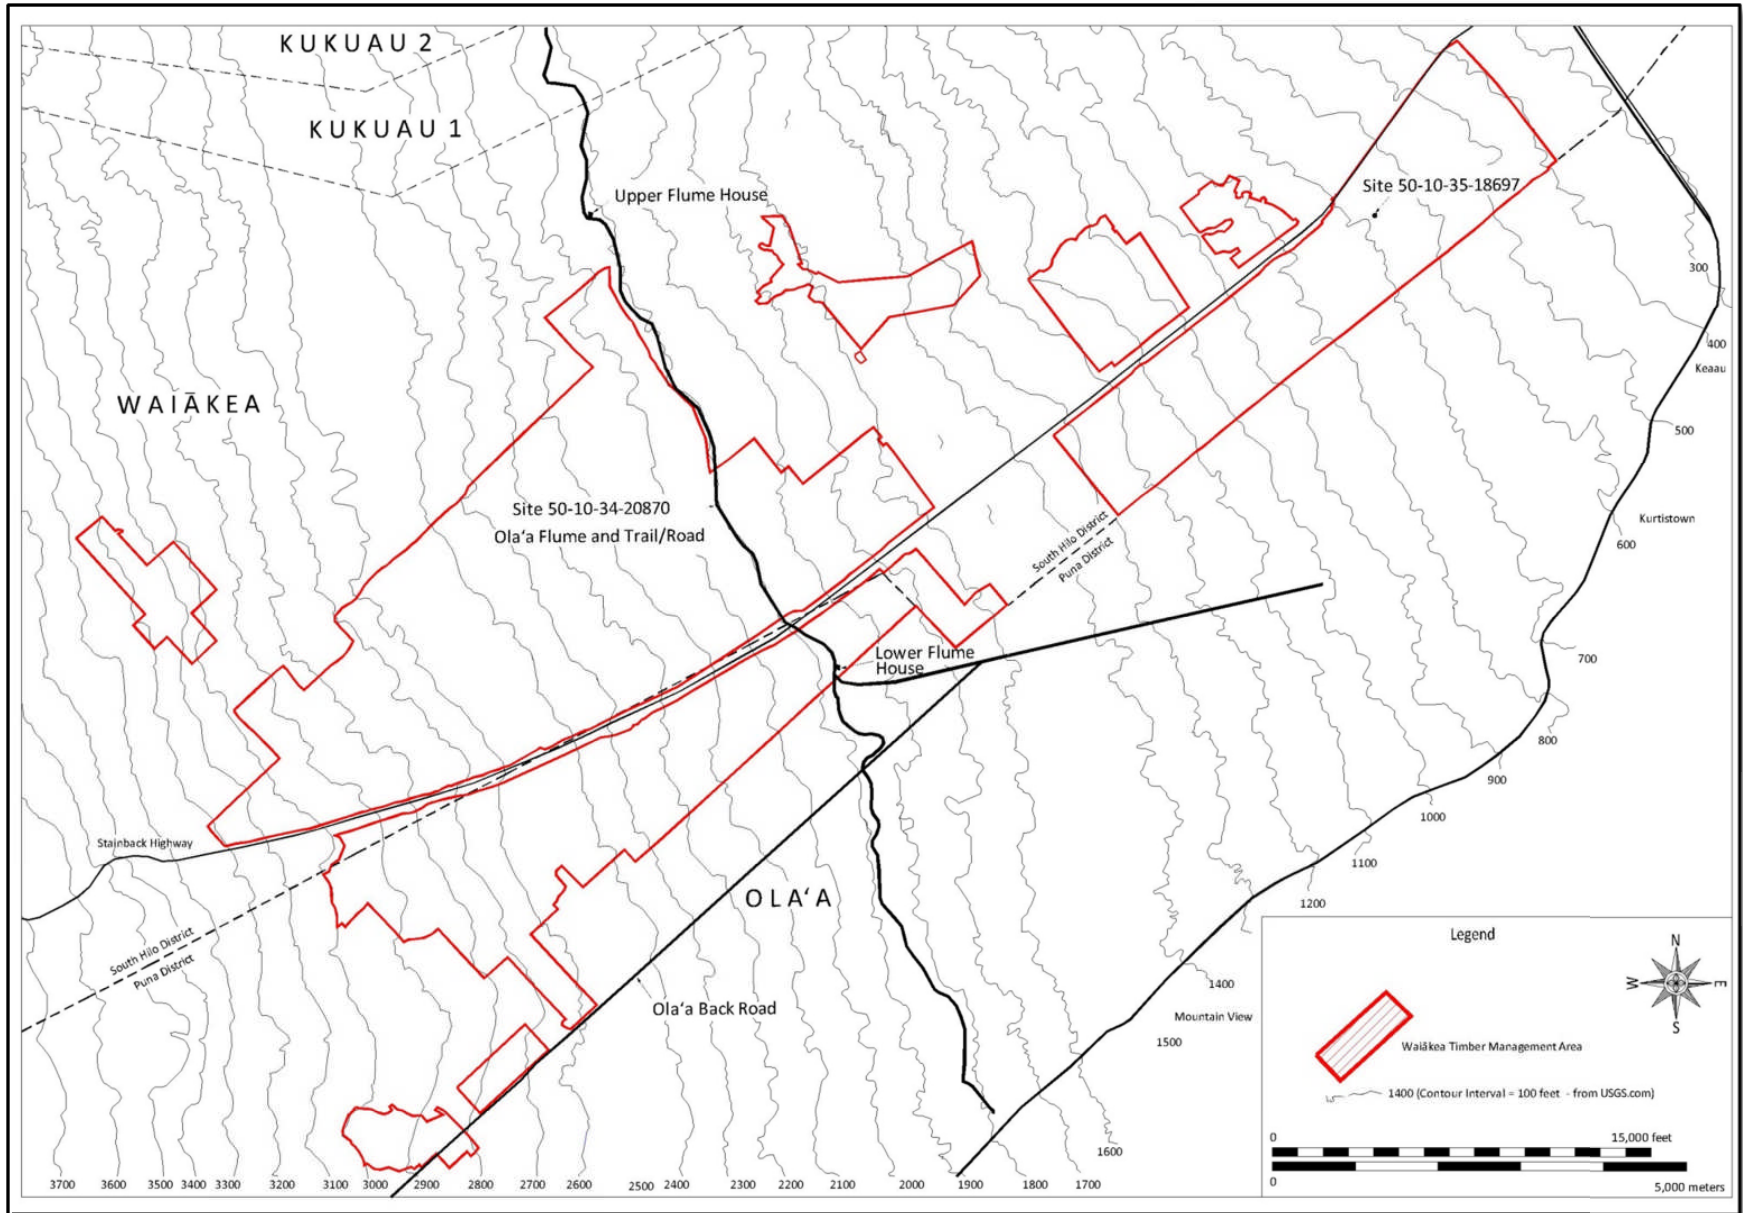 KUKUAU 2
KUKUAU 1
Upper Flume House
Site 50-10-35-18697
300
400
Keaau
WAIĀKEA
500
Site 50-10-34-20870
Olaʻa Flume and Trail/Road
South Hilo District
Puna District
Kurtistown
600
Lower Flume
House
700
800
900
1000
Stainback Highway
1100
OLAʻA
1200
South Hilo District
Puna District
Olaʻa Back Road
1400
Mountain View
1500
1600
Legend
N
W
E
S
Waiākea Timber Management Area
1400 (Contour Interval = 100 feet - from USGS.com)
0
15,000 feet
0
5,000 meters
3700
3600
3500
3400
3300
3200
3100
3000
2900
2800
2700
2600
2500
2400
2300
2200
2100
2000
1900
1800
1700